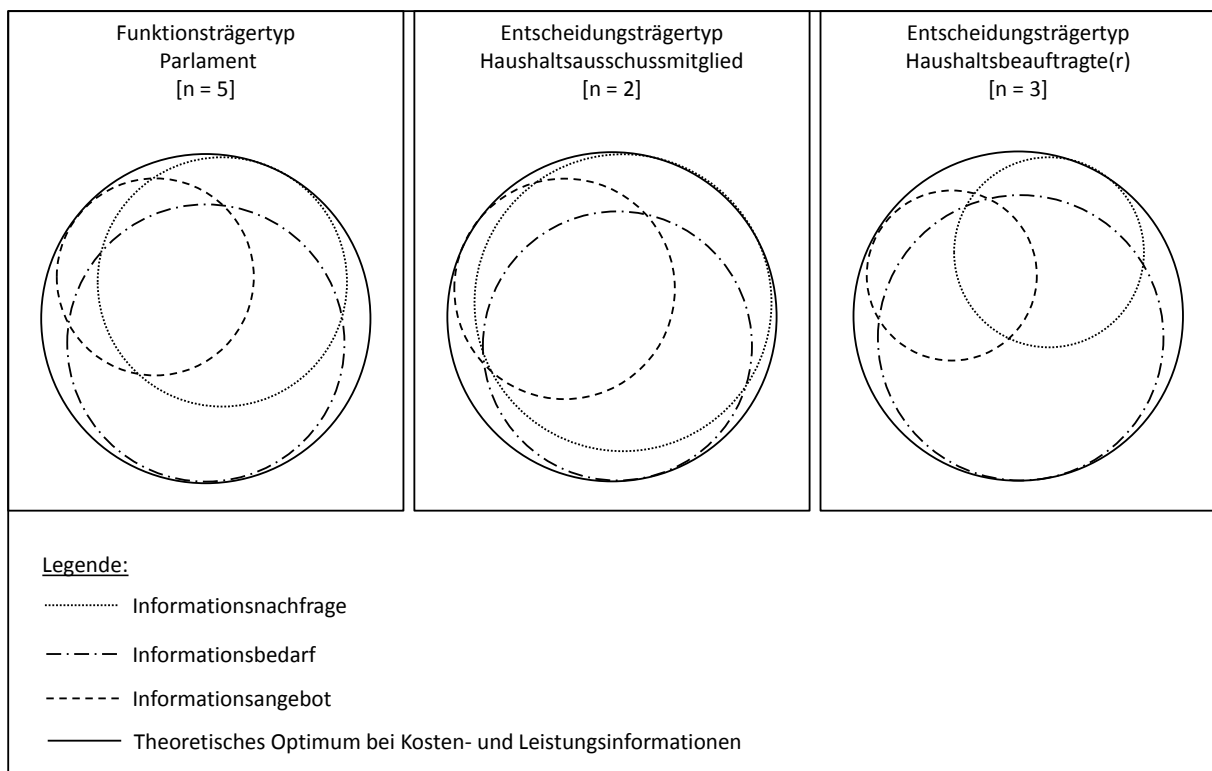 Funktionsträgertyp
Parlament
[n = 5]
Entscheidungsträgertyp
Haushaltsausschussmitglied
[n = 2]
Entscheidungsträgertyp
Haushaltsbeauftragte(r)
[n = 3]
Legende:
Informationsnachfrage
Informationsbedarf
Informationsangebot
Theoretisches Optimum bei Kosten- und Leistungsinformationen